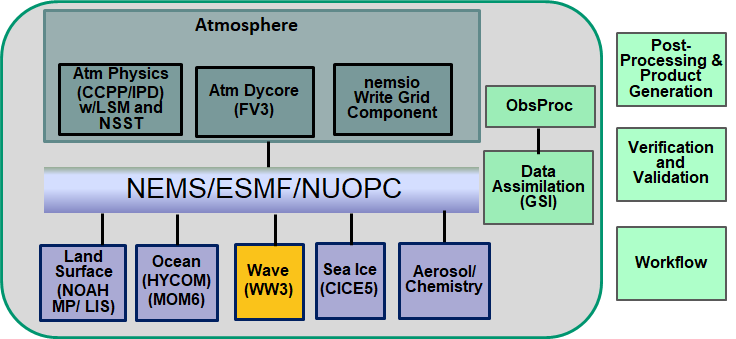 Atmosphere
Atm Physics
(CCPP/IPD)
w/LSM and
NSST
Atm Dycore
(FV3)
nemsio
Write Grid
Component
ObsProc
Data
Assimilation
(GSI)
NEMS/ESMF/NUOPC
Land
Surface
(NOAH
MP/ LIS)
Ocean
(HYCOM)
(MOM6)
Wave
(WW3)
Sea Ice
(CICE5)
Aerosol/
Chemistry
Post-
Processing &
Product
Generation
Verification
and
Validation
Workflow